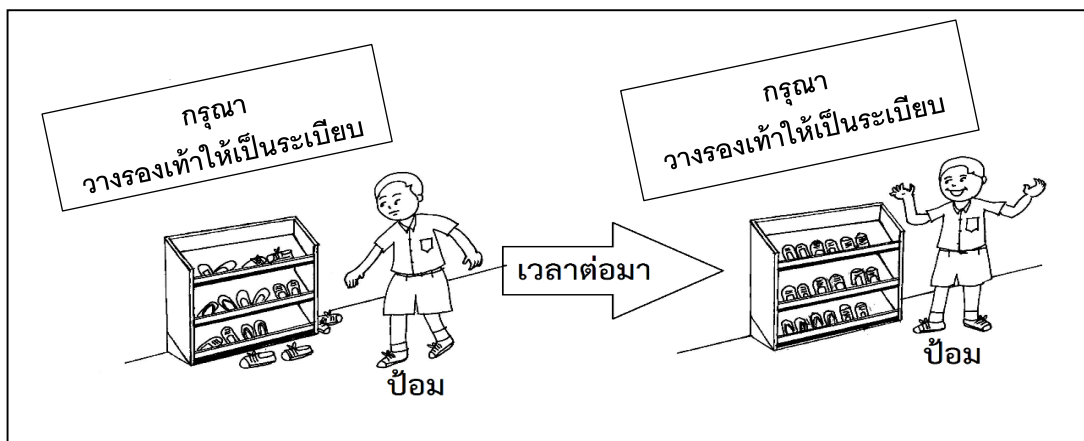 กรุณา
วางรองเท้าให้เป็นระเบียบ
ป้อม
เวลาต่อมา
กรุณา
วางรองเท้าให้เป็นระเบียบ
ป้อม